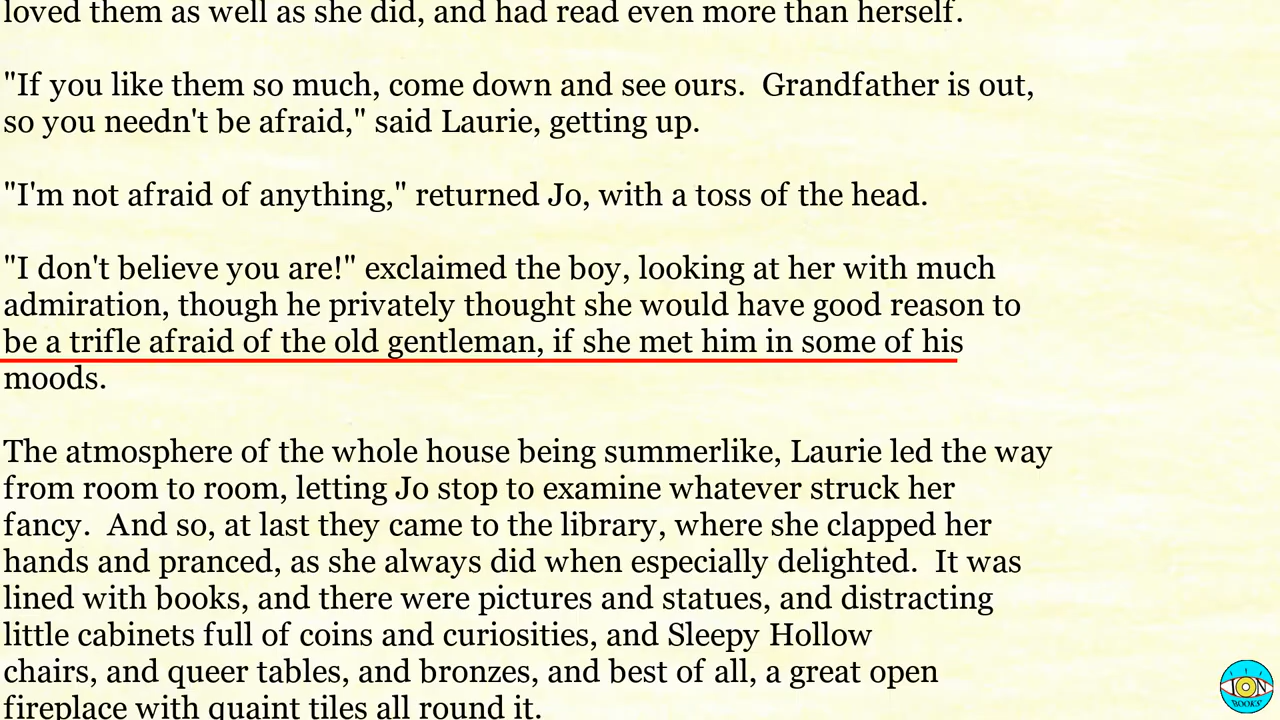 loved them as well as she did, and had read even more than herself.
"If you like them so much, come down and see ours.  Grandfather is out,
so you needn't be afraid," said Laurie, getting up.
"I'm not afraid of anything," returned Jo, with a toss of the head.
"I don't believe you are!" exclaimed the boy, looking at her with much
admiration, though he privately thought she would have good reason to
be a trifle afraid of the old gentleman, if she met him in some of his
moods.
The atmosphere of the whole house being summerlike, Laurie led the way
from room to room, letting Jo stop to examine whatever struck her
fancy.  And so, at last they came to the library, where she clapped her
hands and pranced, as she always did when especially delighted.  It was
lined with books, and there were pictures and statues, and distracting
little cabinets full of coins and curiosities, and Sleepy Hollow
chairs, and queer tables, and bronzes, and best of all, a great open
fireplace with quaint tiles all round it.
ION
BOOKS